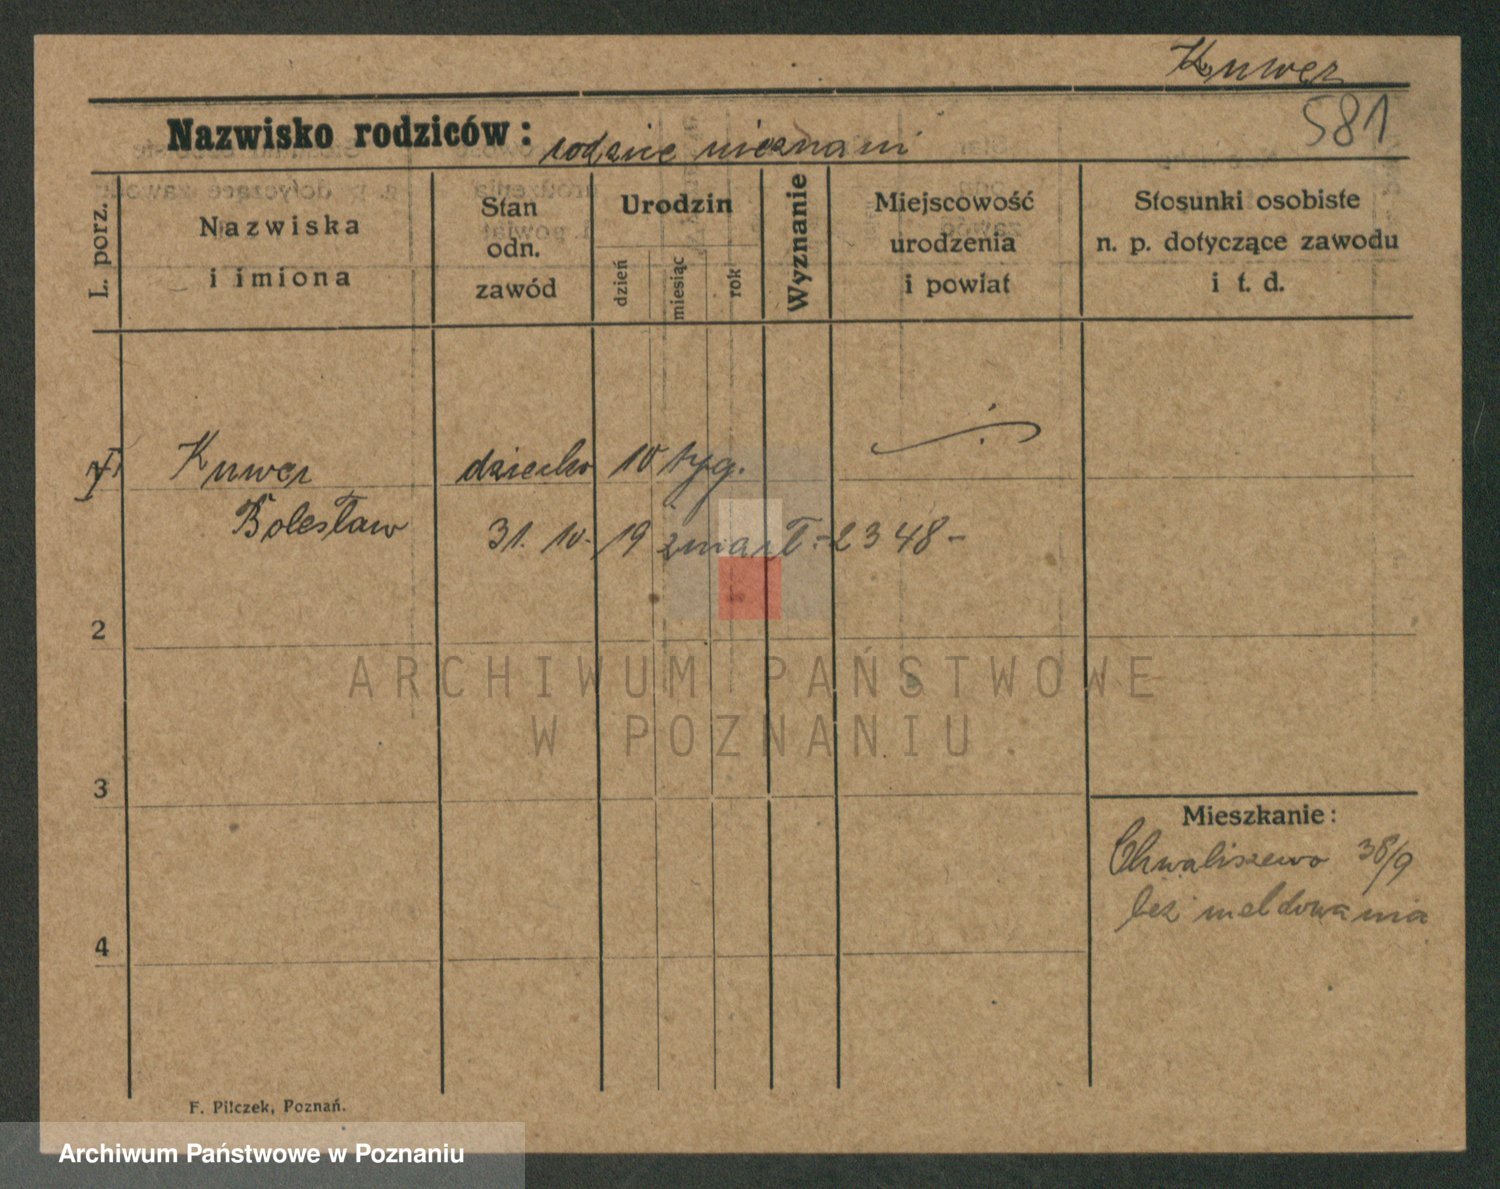 Kuwer
581
Nazwisko rodziców: rodzice nieznani
L. porz.
Nazwiska
i imiona
Stan
odn.
zawód
Urodzin
dzień
miesiąc
rok
Wyznanie
Miejscowość
urodzenia
i powiat
Stosunki osobiste
n. p. dotyczące zawodu
i t. d.
Kuwer dziecko 10 tyg.
Bolesław 31. 10. 19 zmarł - 2348 -
2
ARCHIWUM PAŃSTWOWE
W POZNANIU.
3
Mieszkanie:
Chwaliszewo 38/9
bez meldowania
4
F. Pilczek, Poznań.
Archiwum Państwowe w Poznaniu